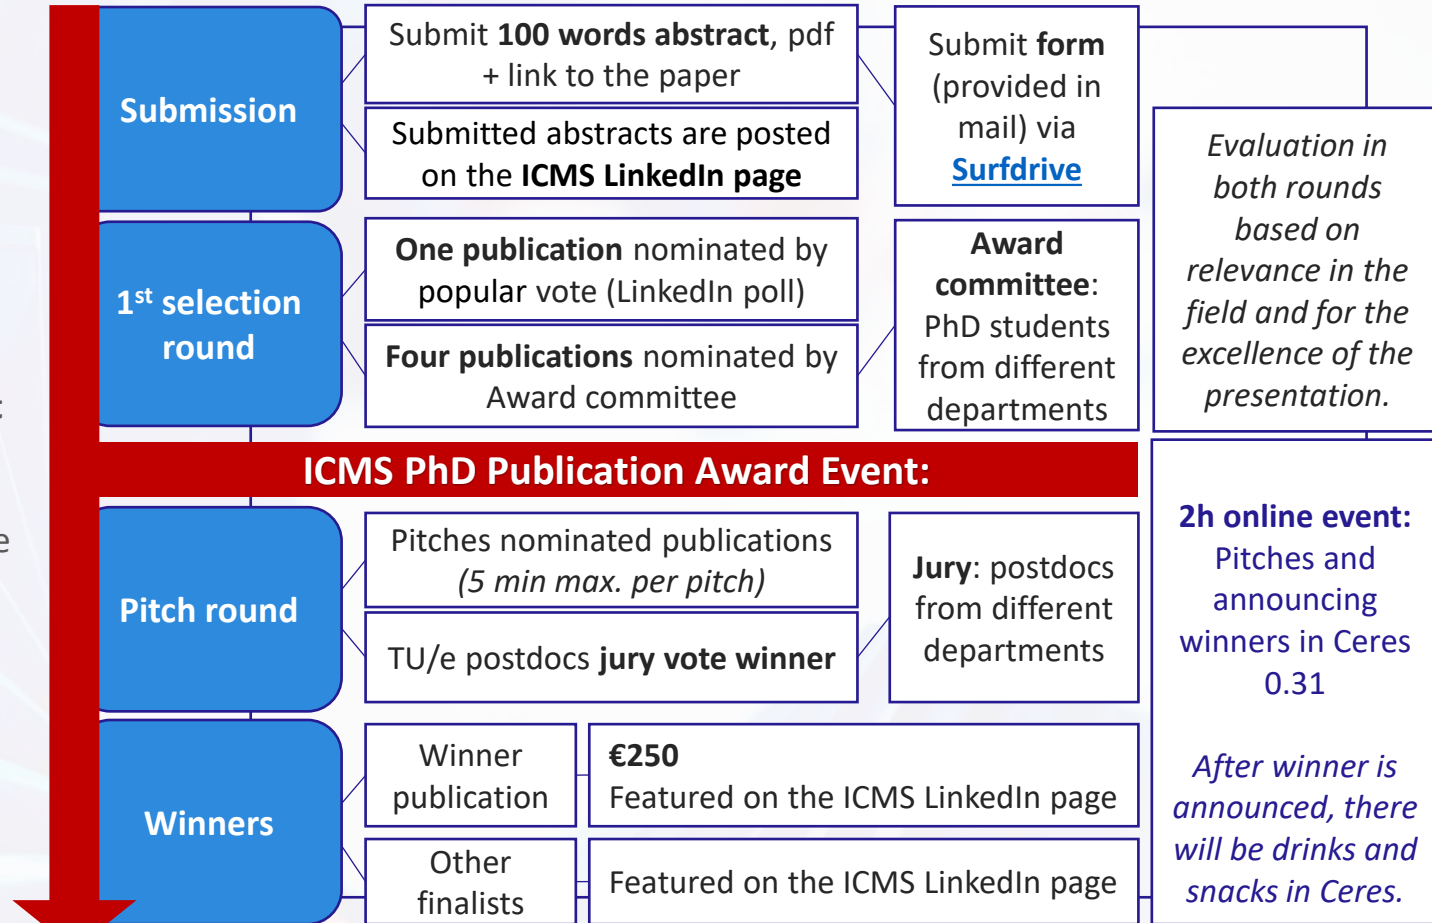 Submission
Submit 100 words abstract, pdf
+ link to the paper
Submitted abstracts are posted
on the ICMS LinkedIn page
Submit form
(provided in
mail) via
Surfdrive
Evaluation in
both rounds
based on
relevance in the
field and for the
excellence of the
presentation.
1st selection
round
One publication nominated by
popular vote (LinkedIn poll)
Four publications nominated by
Award committee
Award
committee:
PhD students
from different
departments
ICMS PhD Publication Award Event:
Pitch round
Pitches nominated publications
(5 min max. per pitch)
TU/e postdocs jury vote winner
Jury: postdocs
from different
departments
2h online event:
Pitches and
announcing
winners in Ceres
0.31
After winner is
announced, there
will be drinks and
snacks in Ceres.
Winners
Winner
publication
€250
Featured on the ICMS LinkedIn page
Other
finalists
Featured on the ICMS LinkedIn page